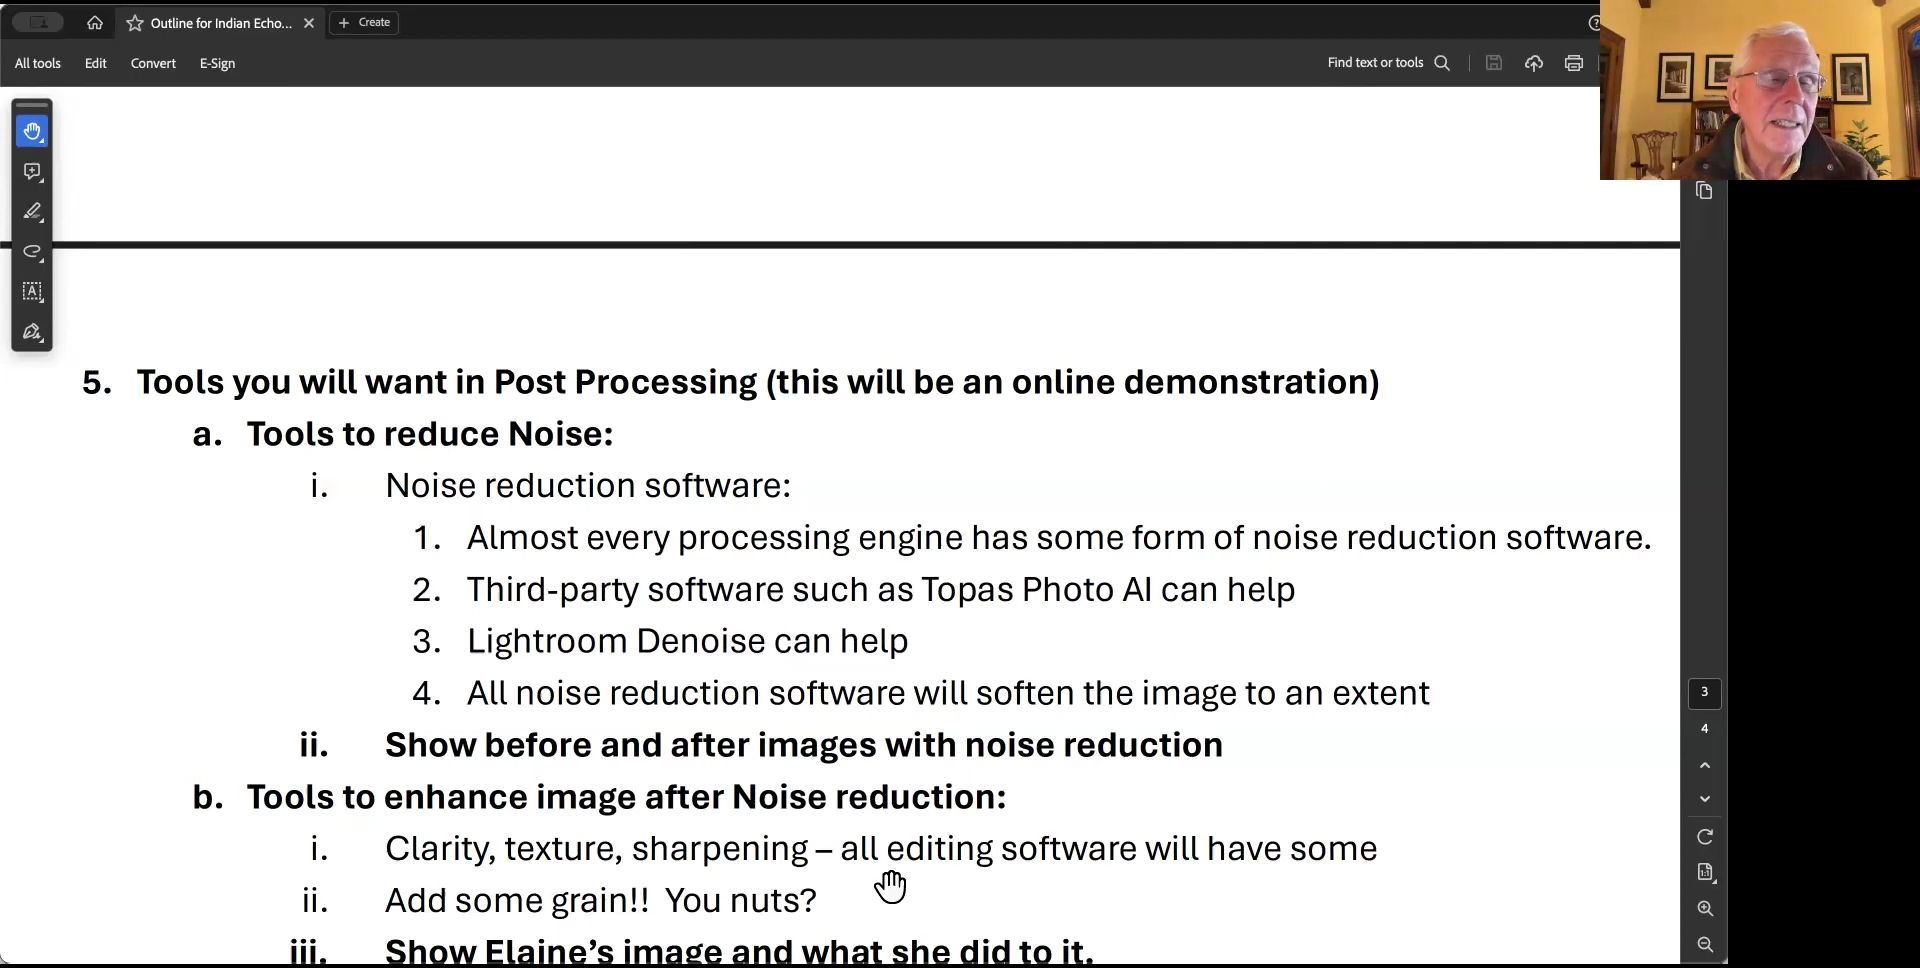 Outline for Indian Echo...
Create
All tools Edit Convert E-Sign
Find text or tools
5. Tools you will want in Post Processing (this will be an online demonstration)
a. Tools to reduce Noise:
i. Noise reduction software:
1. Almost every processing engine has some form of noise reduction software.
2. Third-party software such as Topas Photo AI can help
3. Lightroom Denoise can help
4. All noise reduction software will soften the image to an extent
ii. Show before and after images with noise reduction
b. Tools to enhance image after Noise reduction:
i. Clarity, texture, sharpening – all editing software will have some
ii. Add some grain!! You nuts?
iii. Show Elaine’s image and what she did to it.
3
4